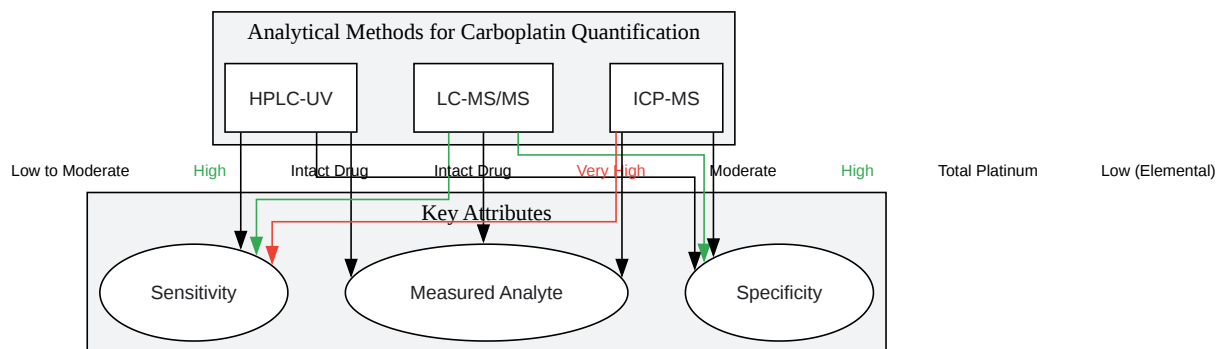 Analytical Methods for Carboplatin Quantification
HPLC-UV
LC-MS/MS
ICP-MS
Low to Moderate
High
Intact Drug
Intact Drug
Very High
Moderate
High
Total Platinum
Low (Elemental)
Key Attributes
Sensitivity
Measured Analyte
Specificity